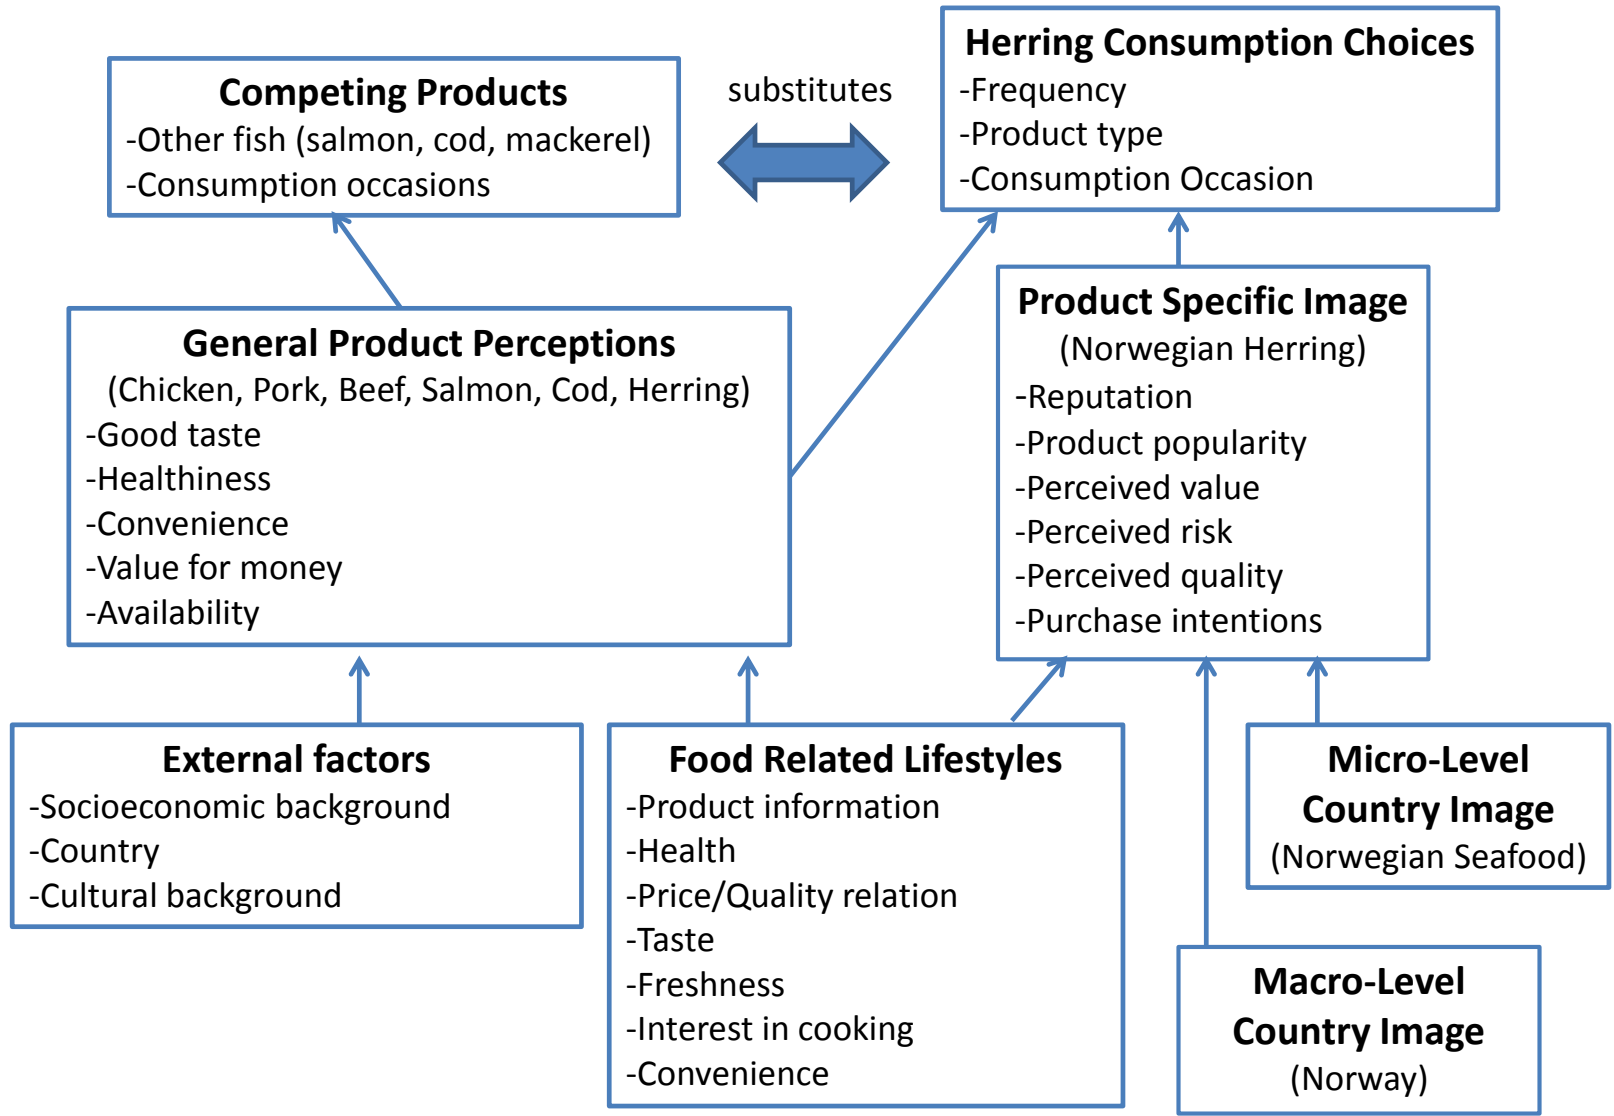 Competing Products
-Other fish (salmon, cod, mackerel)
-Consumption occasions
substitutes
Herring Consumption Choices
-Frequency
-Product type
-Consumption Occasion
General Product Perceptions
(Chicken, Pork, Beef, Salmon, Cod, Herring)
-Good taste
-Healthiness
-Convenience
-Value for money
-Availability
Product Specific Image
(Norwegian Herring)
-Reputation
-Product popularity
-Perceived value
-Perceived risk
-Perceived quality
-Purchase intentions
External factors
-Socioeconomic background
-Country
-Cultural background
Food Related Lifestyles
-Product information
-Health
-Price/Quality relation
-Taste
-Freshness
-Interest in cooking
-Convenience
Micro-Level
Country Image
(Norwegian Seafood)
Macro-Level
Country Image
(Norway)